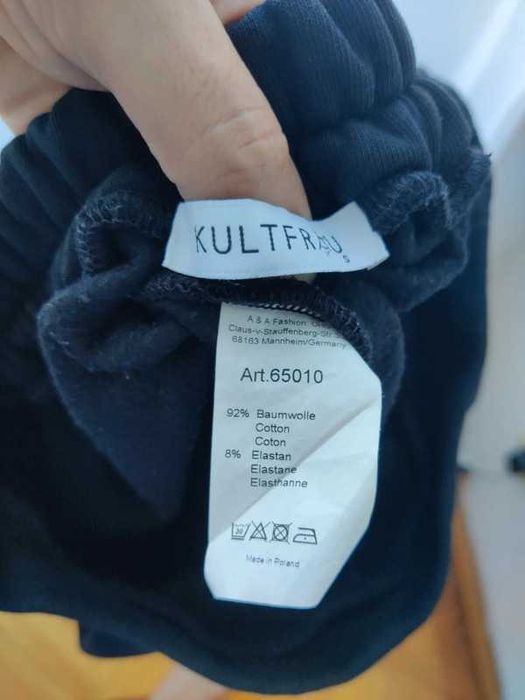 KULTFRAU
S
A & A Fashion
Claus-v-Stauffenberg-
68163 Mannheim/Germany
Art.65010
92% Baumwolle
Cotton
Coton
8% Elastan
Elastane
Elasthanne
30
Made in Poland